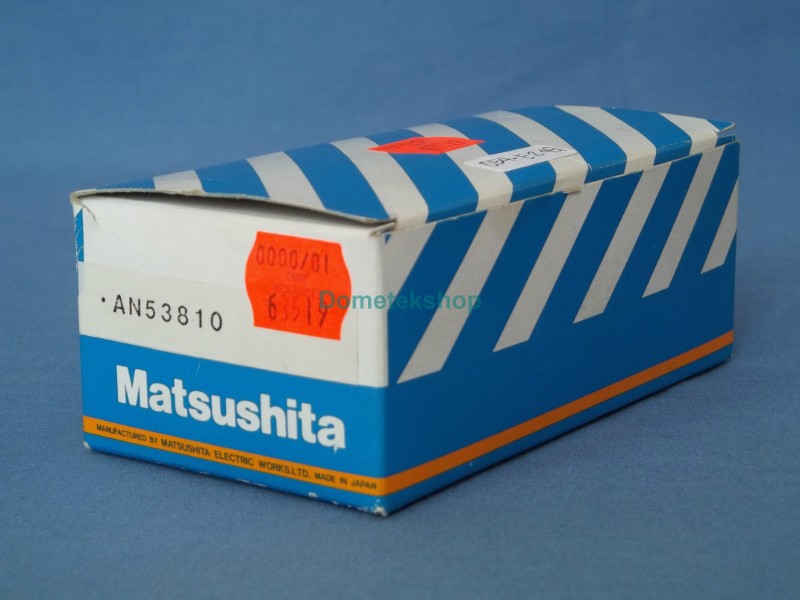 0000/01
63519
· AN53810
Matsushita
MANUFACTURED BY MATSUSHITA ELECTRIC WORKS.LTD. MADE IN JAPAN
Dometekshop